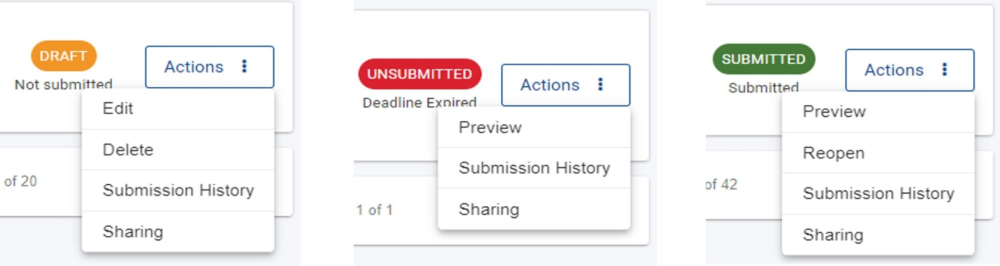 DRAFT
Actions
Not submitted
Edit
Delete
Submission History
Sharing
of 20
UNSUBMITTED
Actions
Deadline Expired
Preview
Submission History
Sharing
1 of 1
SUBMITTED
Actions
Submitted
Preview
Reopen
Submission History
Sharing
of 42